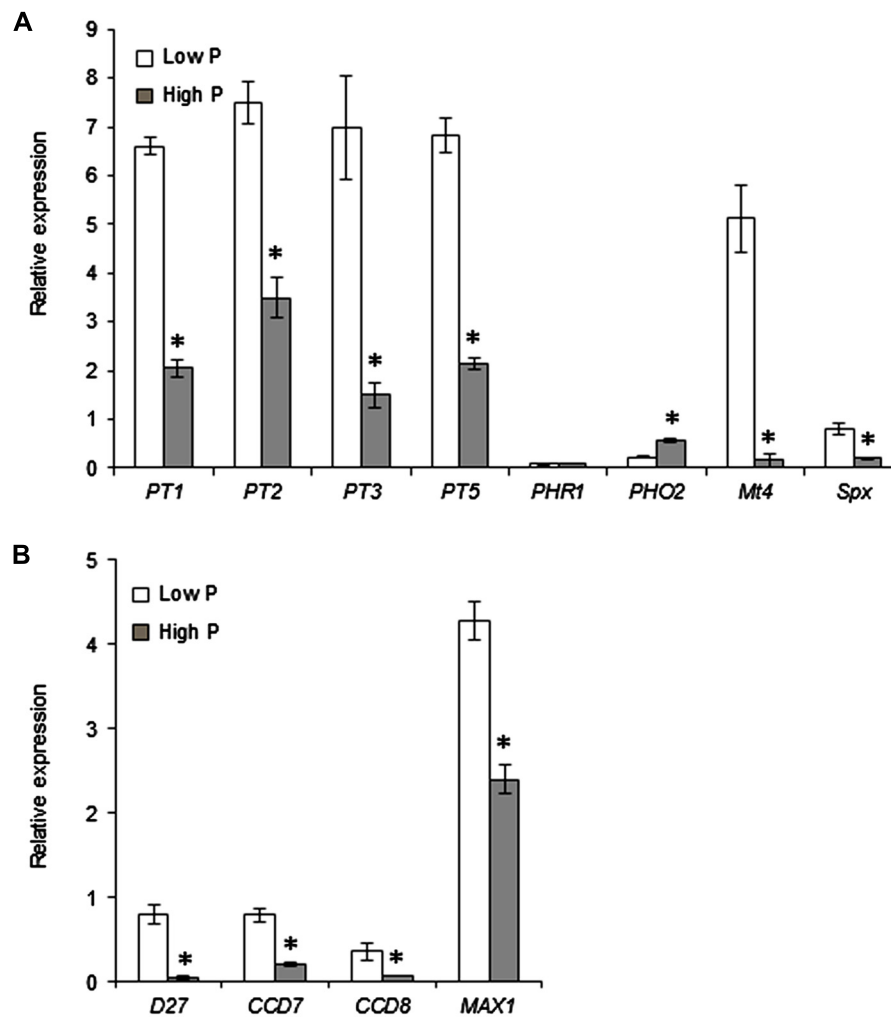 A
9
8
7
6
5
4
3
2
1
0
Relative expression
Low P
High P
*
*
*
*
*
*
*
PT1 PT2 PT3 PT5 PHR1 PHO2 Mt4 Spx
B
5
4
3
2
1
0
Relative expression
Low P
High P
*
*
*
*
D27 CCD7 CCD8 MAX1